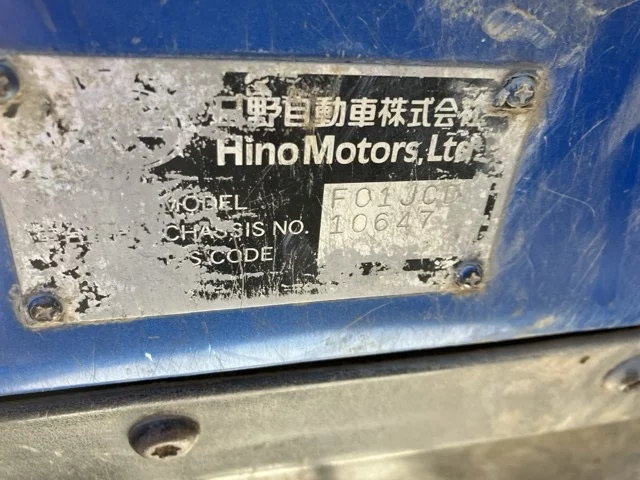 日野自動車株式会社
Hino Motors, Ltd.
MODEL F01JCD
CHASSIS NO. 10647
CODE